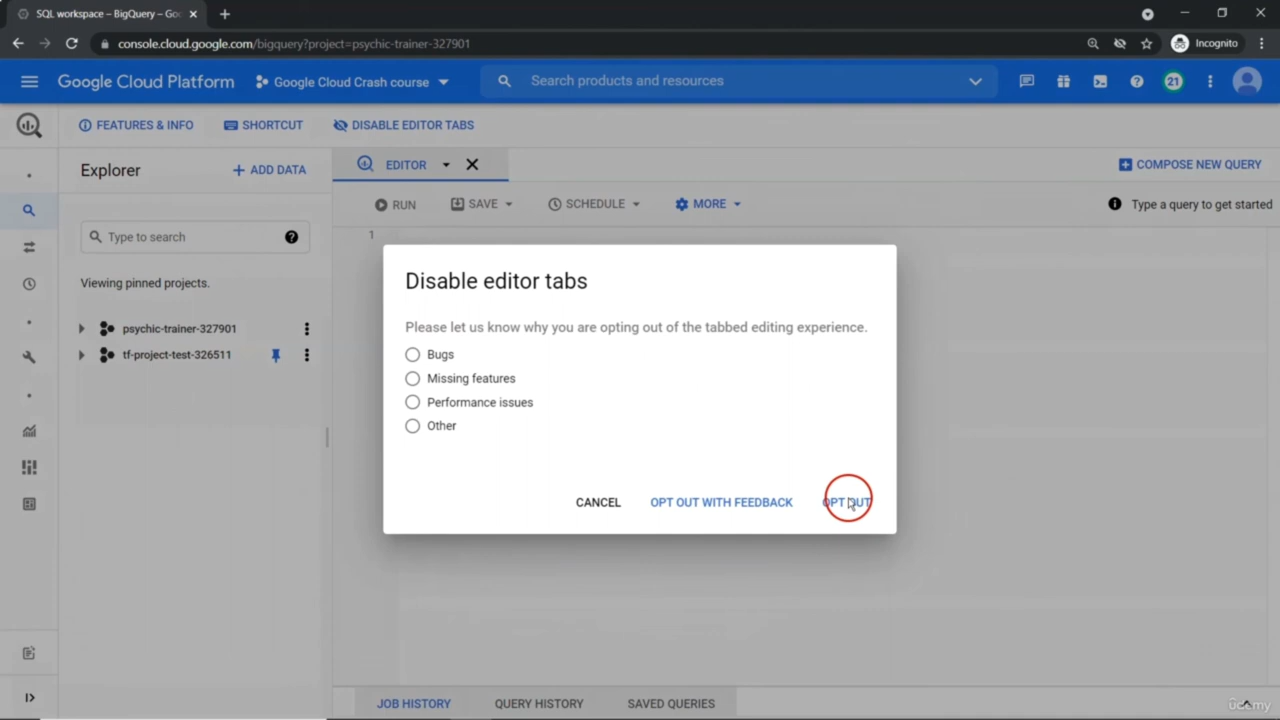 SQL workspace – BigQuery – Goo
console.cloud.google.com/bigquery?project=psychic-trainer-327901
Incognito
Google Cloud Platform
Google Cloud Crash course
Search products and resources
21
FEATURES & INFO
SHORTCUT
DISABLE EDITOR TABS
Explorer
ADD DATA
EDITOR
COMPOSE NEW QUERY
RUN
SAVE
SCHEDULE
MORE
Type a query to get started
Type to search
1
Viewing pinned projects.
psychic-trainer-327901
tf-project-test-326511
Disable editor tabs
Please let us know why you are opting out of the tabbed editing experience.
Bugs
Missing features
Performance issues
Other
CANCEL
OPT OUT WITH FEEDBACK
OPT OUT
JOB HISTORY
QUERY HISTORY
SAVED QUERIES
udemy